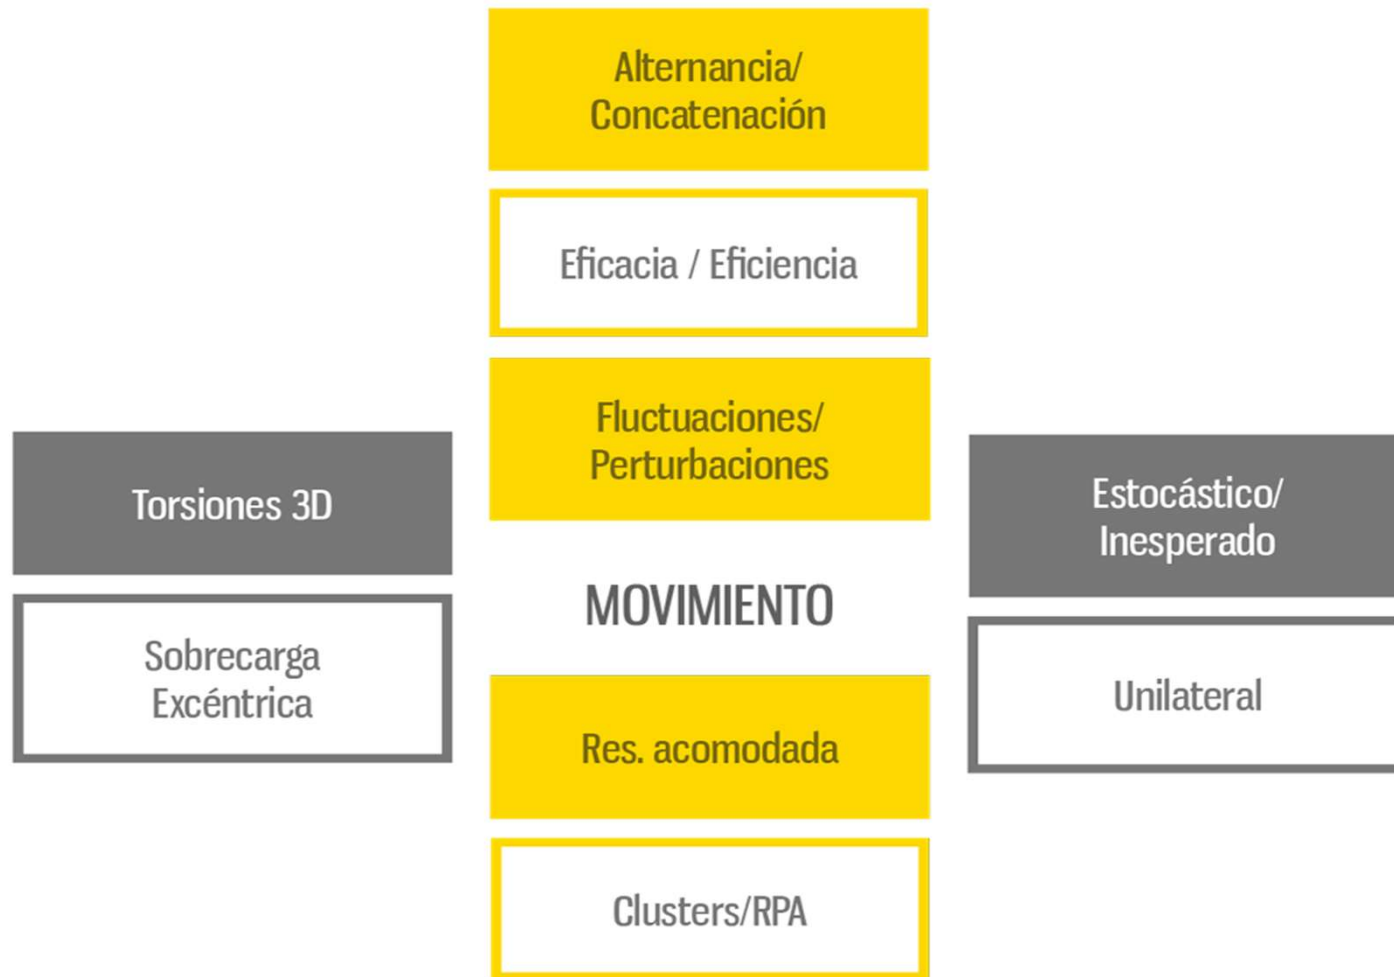 Alternancia/
Concatenación
Eficacia / Eficiencia
Fluctuaciones/
Perturbaciones
Torsiones 3D
Sobrecarga
Excéntrica
MOVIMIENTO
Estocástico/
Inesperado
Unilateral
Res. acomodada
Clusters/RPA